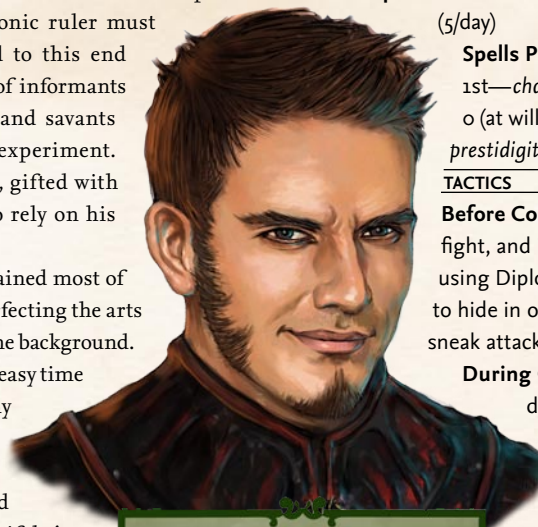 onic ruler must
to this end
of informants
and savants
experiment.
, gifted with
rely on his
ained most of
fecting the arts
background.
easy time
(5/day)
Spells
1st—
0 (at will
prestidigit
TACTICS
Before Co
fight, and
using Diplo
to hide in o
sneak attack
During